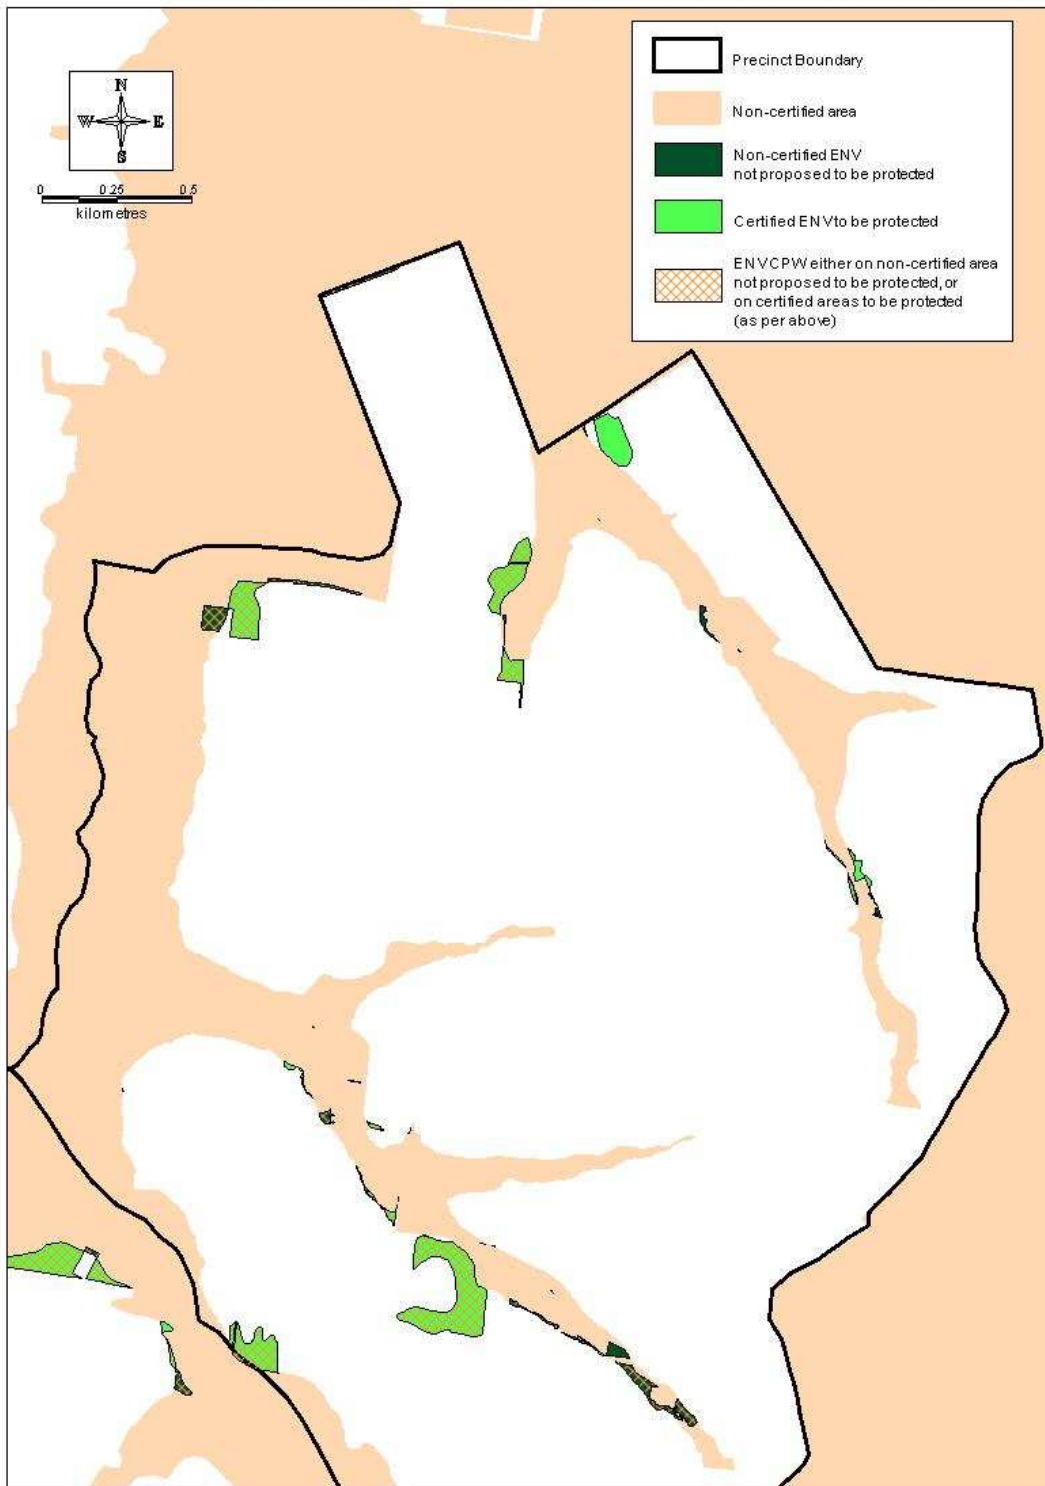 N
W E
S
0 0.25 0.5
kilometres
Precinct Boundary
Non-certified area
Non-certified ENV
not proposed to be protected
Certified ENV to be protected
ENV CPW either on non-certified area
not proposed to be protected, or
on certified areas to be protected
(as per above)